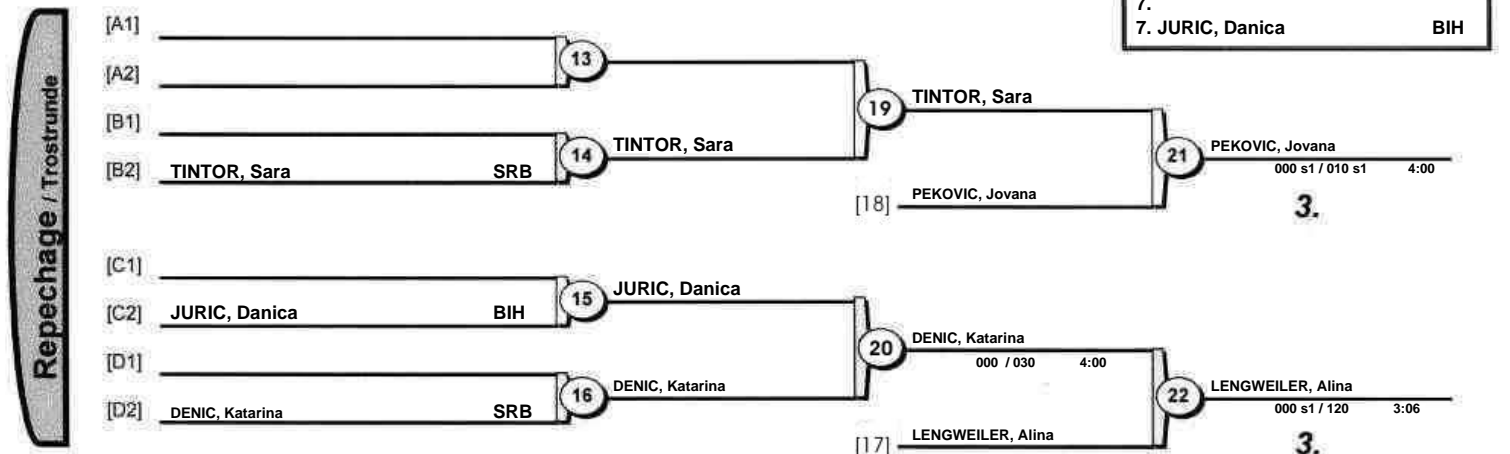 7.
7. JURIC, Danica BIH
Repechage / Trostrunde
[A1]
[A2]
13
[B1]
[B2] TINTOR, Sara SRB
14 TINTOR, Sara
19 TINTOR, Sara
[18] PEKOVIC, Jovana
21 PEKOVIC, Jovana
000 s1 / 010 s1 4:00
3.
[C1]
[C2] JURIC, Danica BIH
15 JURIC, Danica
[D1]
[D2] DENIC, Katarina SRB
16 DENIC, Katarina
20 DENIC, Katarina
000 / 030 4:00
[17] LENGWEILER, Alina
22 LENGWEILER, Alina
000 s1 / 120 3:06
3.